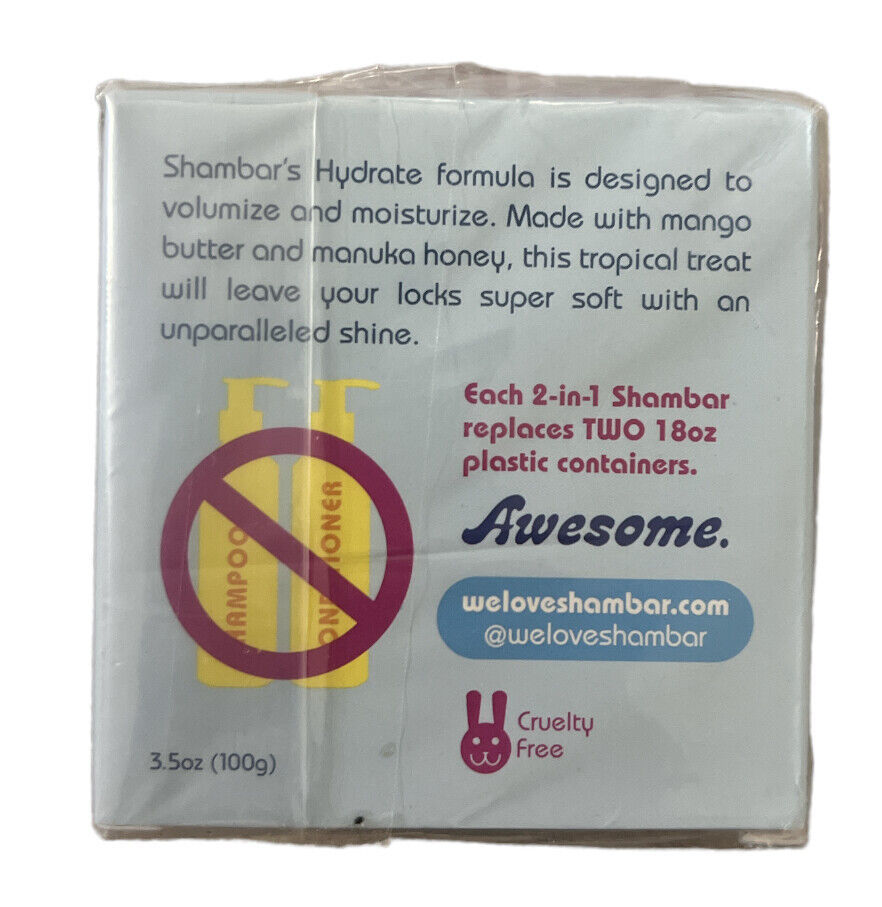 Shambar's Hydrate formula is designed to
volumize and moisturize. Made with mango
butter and manuka honey, this tropical treat
will leave your locks super soft with an
unparalleled shine.
Each 2-in-1 Shambar
replaces TWO 18oz
plastic containers.
Awesome.
weloveshambar.com
@weloveshambar
Cruelty
Free
3.5oz (100g)